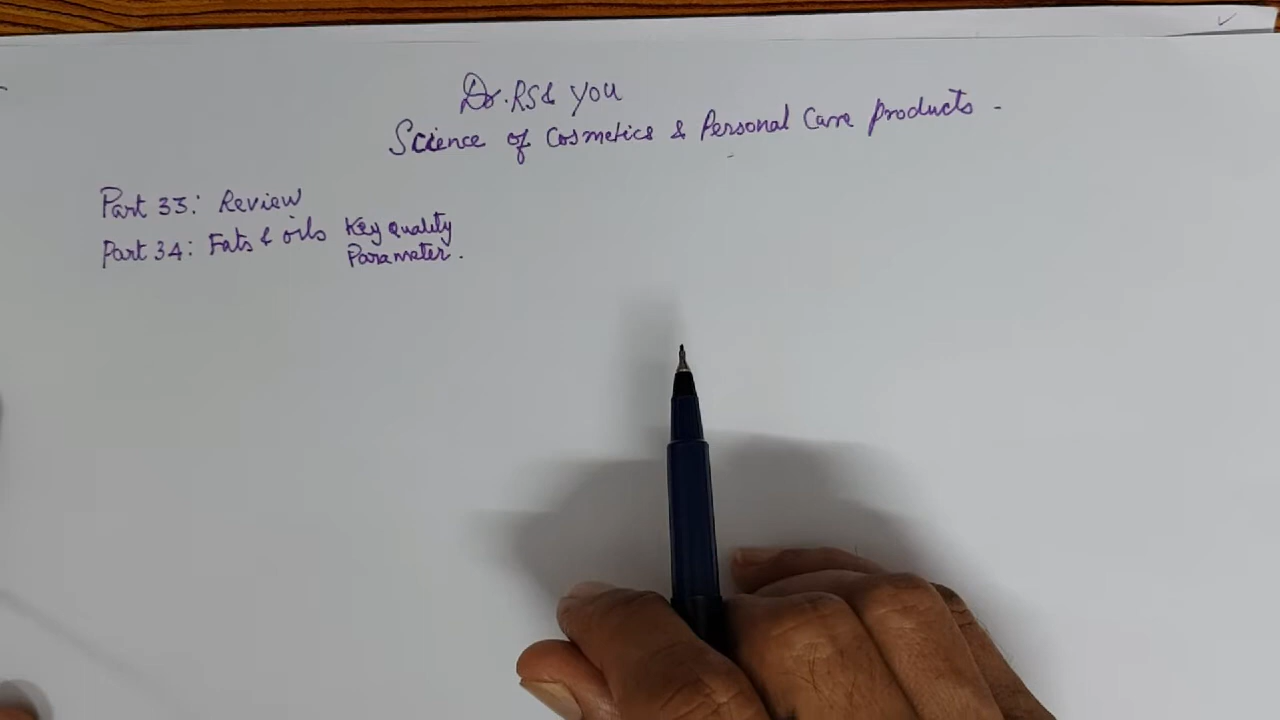 Dr. RS & YOU
Science of Cosmetics & Personal Care Products -
Part 33: Review
Part 34: Fats & oils Key Quality
Parameter.